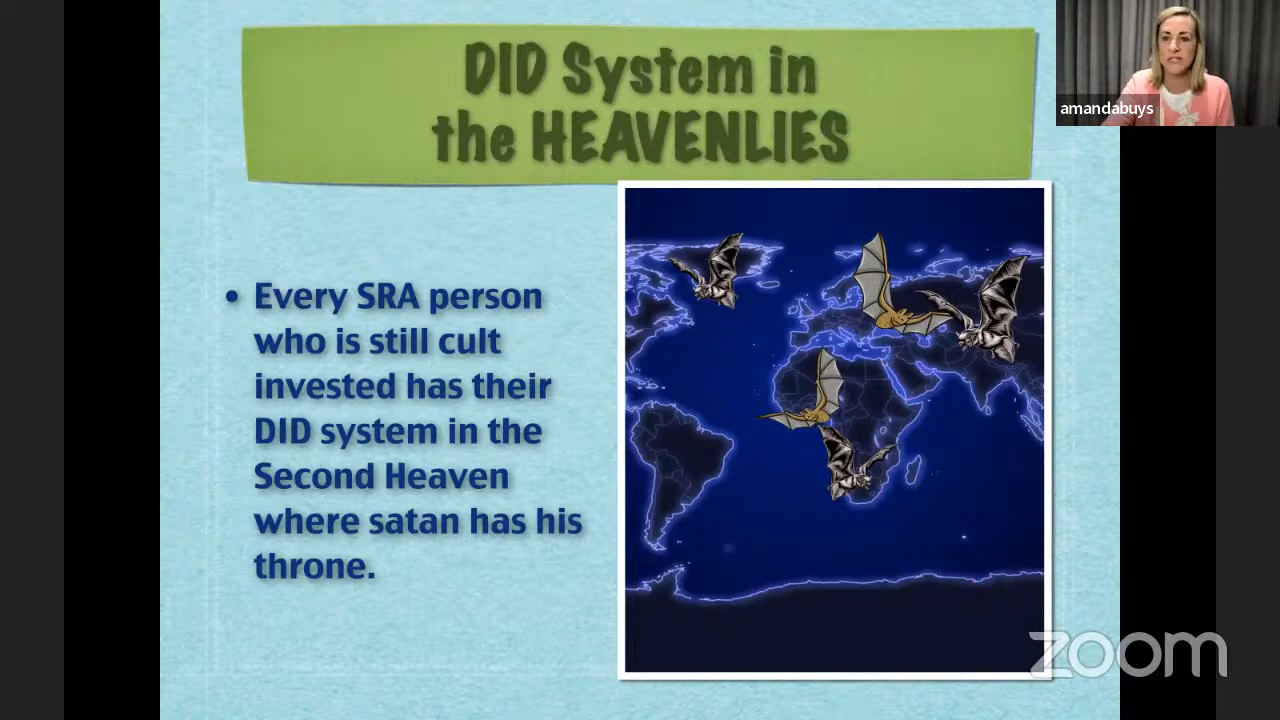 DID System in
the HEAVENLIES
amandabuys
• Every SRA person
who is still cult
invested has their
DID system in the
Second Heaven
where satan has his
throne.
zoom